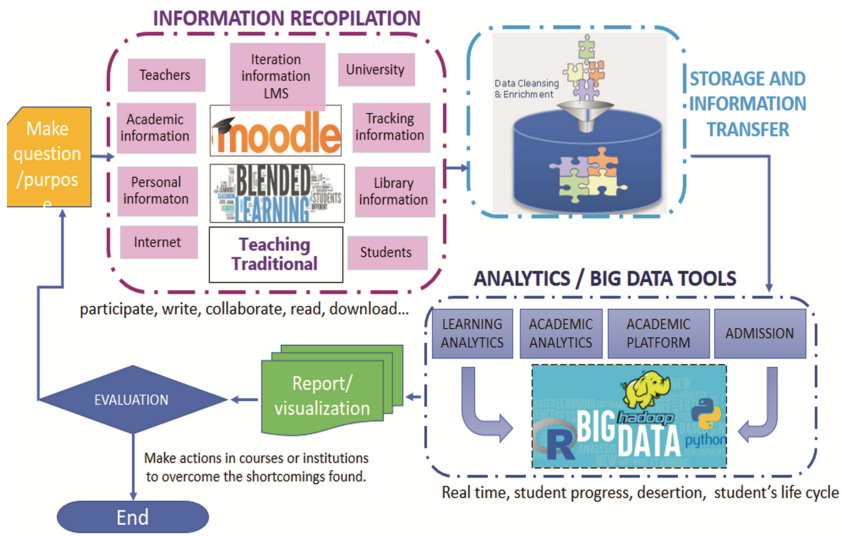 INFORMATION RECOPILATION
Teachers
Iteration
information
LMS
University
Academic
information
moodle
Tracking
information
Personal
informaton
BLENDED
LEARNING
STUDENTS
Library
information
Internet
Teaching
Traditional
Students
participate, write, collaborate, read, download...
Make
question
/purpos
e
Data Cleansing
& Enrichment
STORAGE AND
INFORMATION
TRANSFER
ANALYTICS / BIG DATA TOOLS
LEARNING
ANALYTICS
ACADEMIC
ANALYTICS
ACADEMIC
PLATFORM
ADMISSION
hadoop
R
BIG
DATA
python
Real time, student progress, desertion, student's life cycle
Report/
visualization
EVALUATION
Make actions in courses or institutions
to overcome the shortcomings found.
End